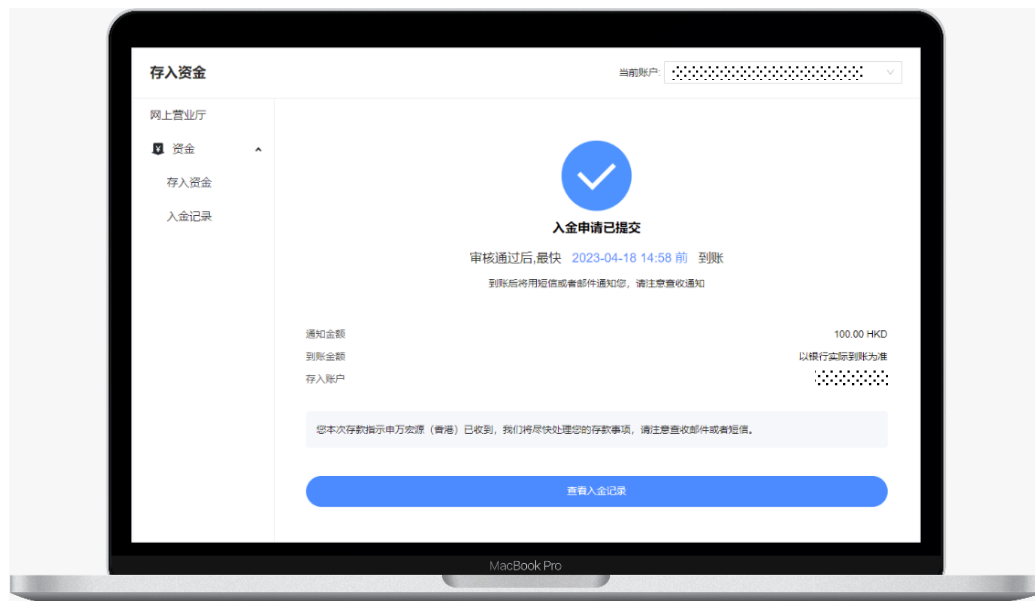 存入资金
当前账户:
网上营业厅
资金
存入资金
入金记录
入金申请已提交
审核通过后,最快 2023-04-18 14:58 前 到账
到账后将用短信或者邮件通知您，请注意查收通知
通知金额 100.00 HKD
到账金额 以银行实际到账为准
存入账户
您本次存款指示申万宏源（香港）已收到，我们将尽快处理您的存款事项，请注意查收邮件或者短信。
查看入金记录
MacBook Pro